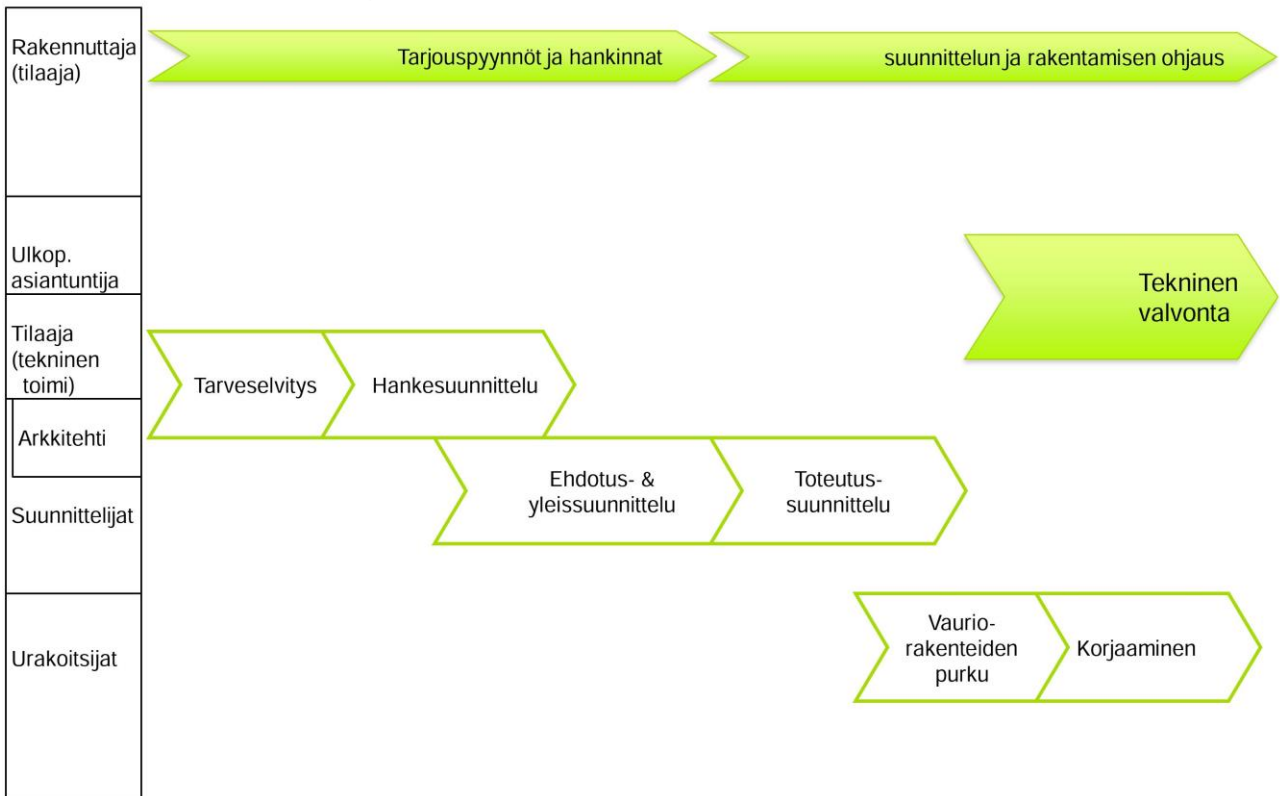 Rakennuttaja
(tilaaja)
Tarjouspyynnöt ja hankinnat
suunnittelun ja rakentamisen ohjaus
Ulkop.
asiantuntija
Tekninen
valvonta
Tilaaja
(tekninen
toimi)
Tarveselvitys
Hankesuunnittelu
Arkkitehti
Suunnittelijat
Ehdotus- &
yleissuunnittelu
Toteutus-
suunnittelu
Urakoitsijat
Vaurio-
rakenteiden
purku
Korjaaminen